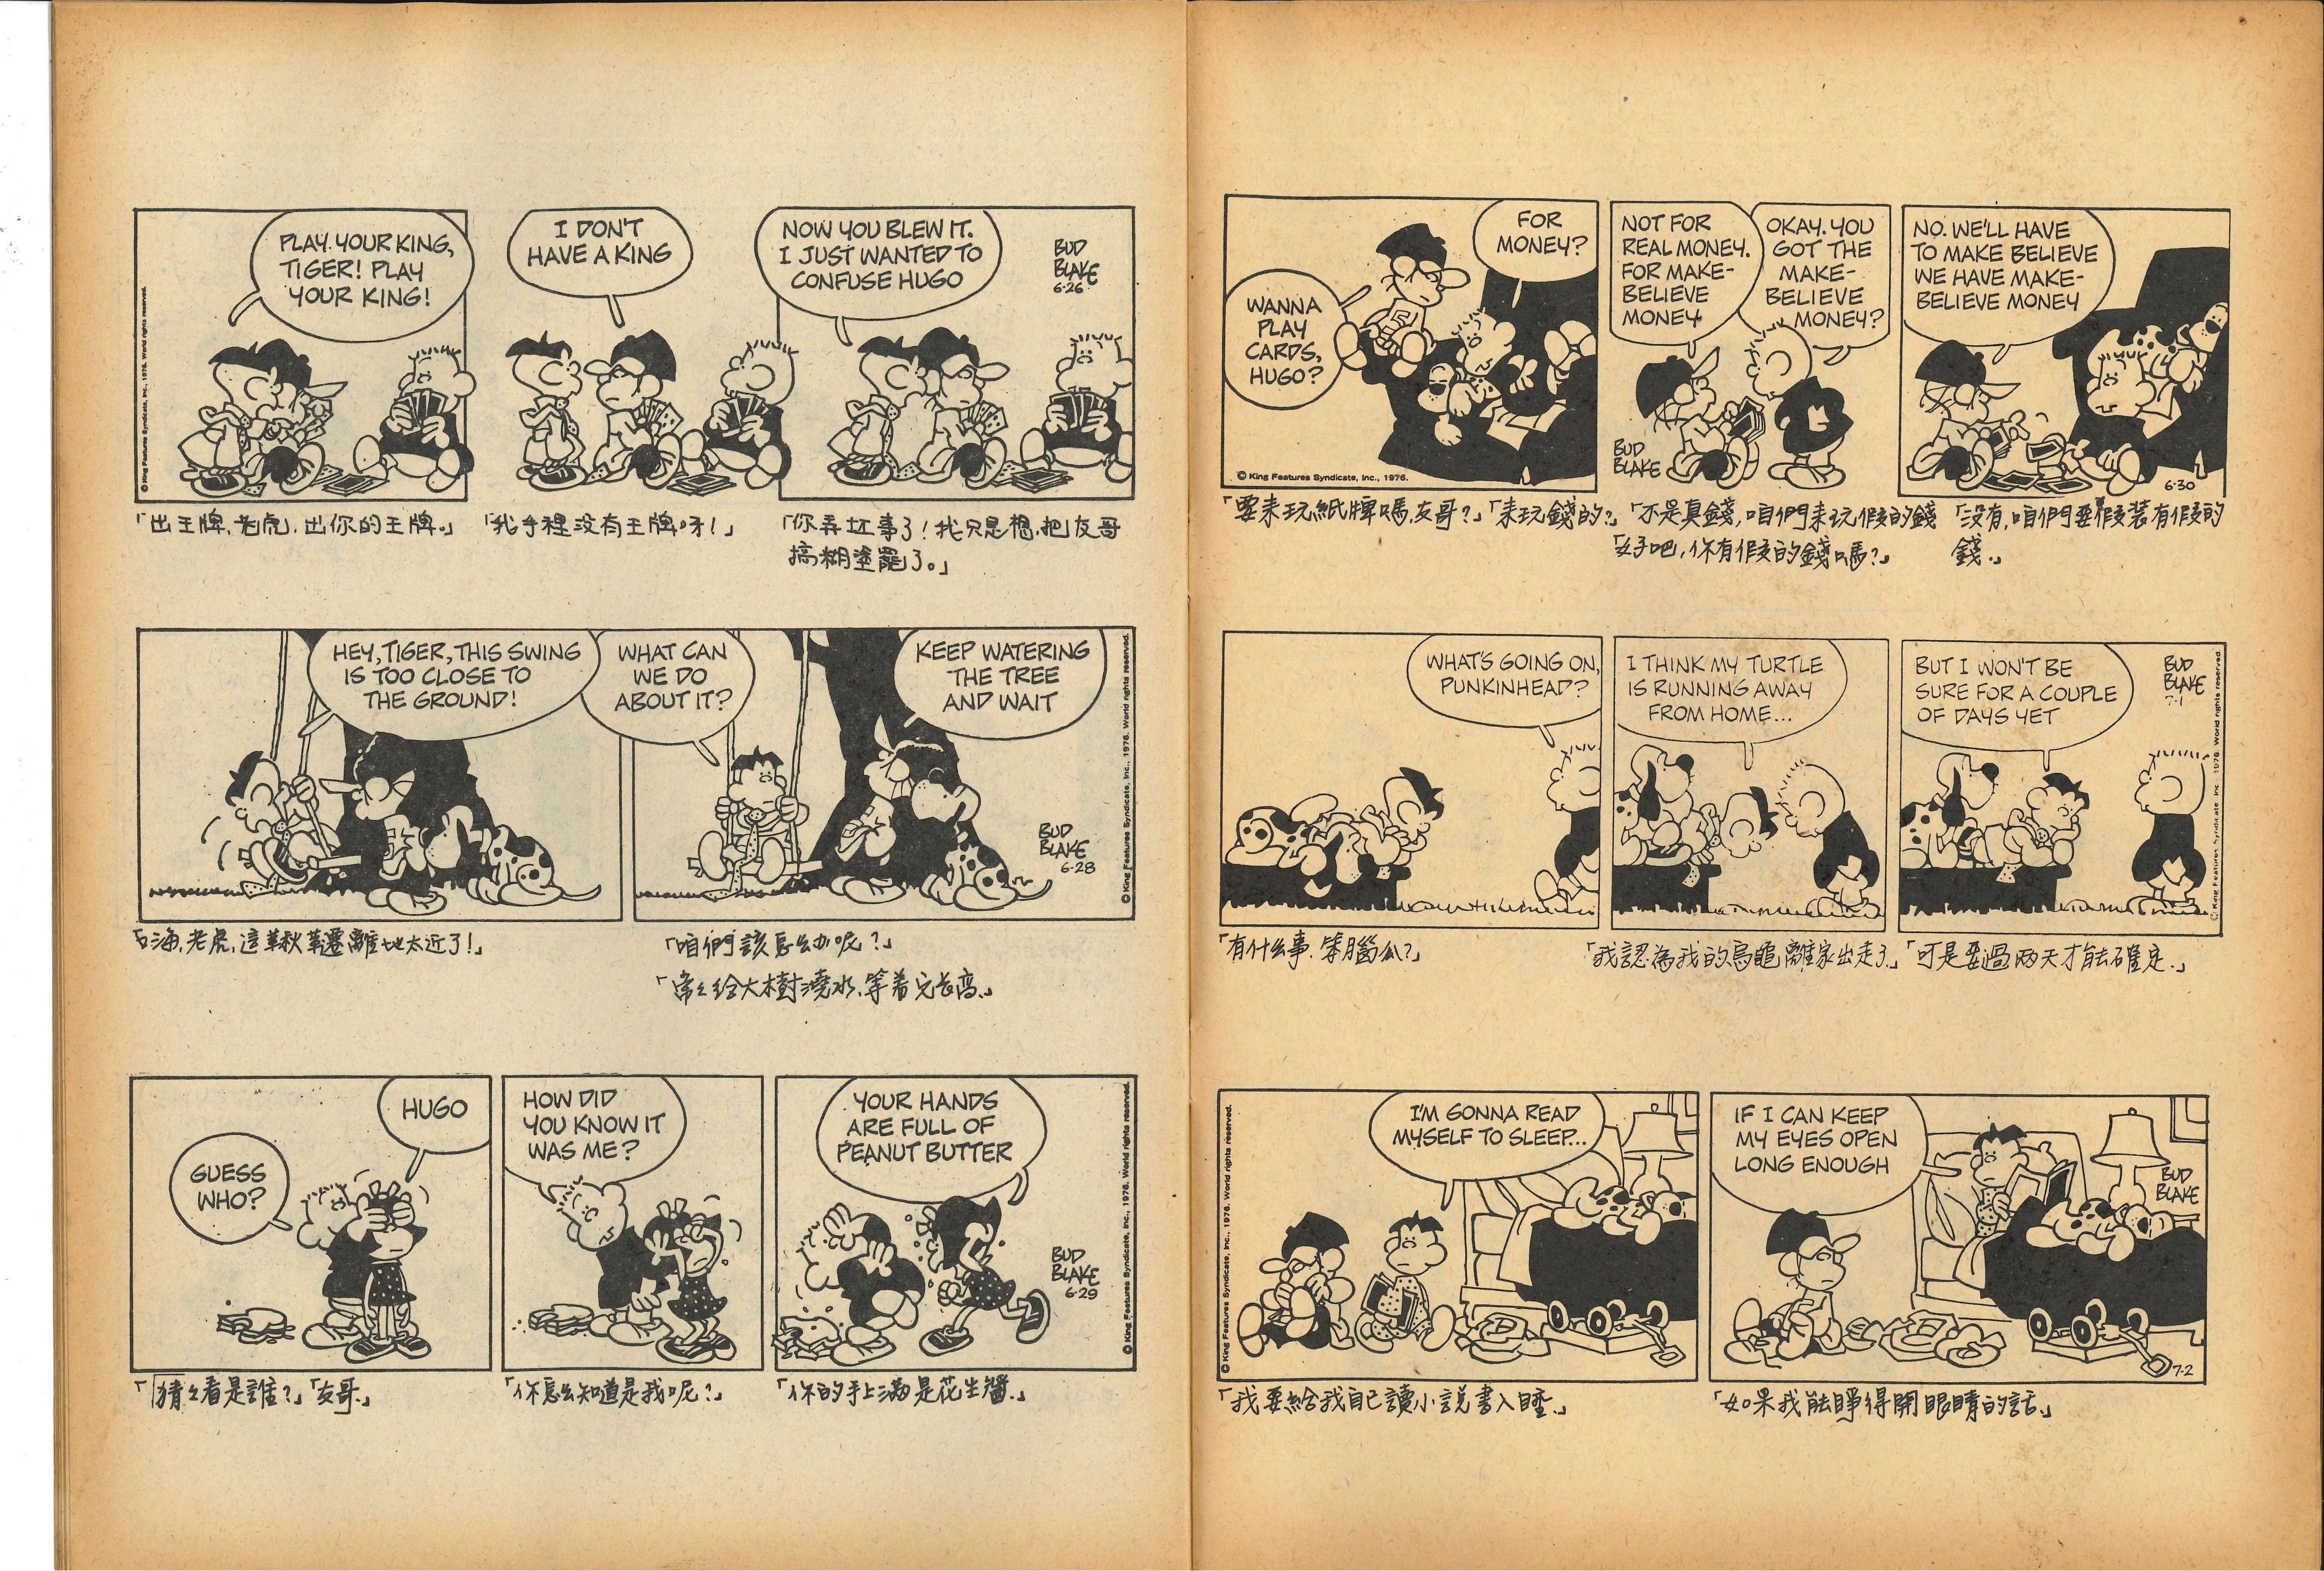 PLAY YOUR KING,
TIGER! PLAY
YOUR KING!
I DON'T
HAVE A KING
NOW YOU BLEW IT.
I JUST WANTED TO
CONFUSE HUGO
BUD
BLAKE
6-26
© King Features Syndicate, Inc., 1976. World rights reserved.
「出王牌,老虎,出你的王牌。」
「我手裡没有王牌呀!」
「你弄坏事了!我只是想把友哥
搞糊塗罷了。」
HEY, TIGER, THIS SWING
IS TOO CLOSE TO
THE GROUND!
WHAT CAN
WE DO
ABOUT IT?
KEEP WATERING
THE TREE
AND WAIT
BUD
BLAKE
6-28
© King Features Syndicate, Inc., 1976. World rights reserved.
老虎,這鞦韆離地太近了!」
「咱們該怎么办呢?」
「常々给大樹澆水,等着它长高.」
GUESS
WHO?
HUGO
HOW DID
YOU KNOW IT
WAS ME?
YOUR HANDS
ARE FULL OF
PEANUT BUTTER
BUD
BLAKE
6-29
© King Features Syndicate, Inc., 1976. World rights reserved.
「猜々看是誰?」「友哥.」
「你怎么知道是我呢?」
「你的手上满是花生醬.」
WANNA
PLAY
CARDS,
HUGO?
FOR
MONEY?
NOT FOR
REAL MONEY.
FOR MAKE-
BELIEVE
MONEY
OKAY. YOU
GOT THE
MAKE-
BELIEVE
MONEY?
NO. WE'LL HAVE
TO MAKE BELIEVE
WE HAVE MAKE-
BELIEVE MONEY
BUD
BLAKE
6-30
© King Features Syndicate, Inc., 1976.
「要来玩紙牌嗎,友哥?」「来玩錢的?」
「不是真錢,咱們来玩假的錢
「好吧,你有假的錢嗎?」
「没有,咱們要假装有假的
錢.」
WHAT'S GOING ON,
PUNKINHEAD?
I THINK MY TURTLE
IS RUNNING AWAY
FROM HOME...
BUT I WON'T BE
SURE FOR A COUPLE
OF DAYS YET
BUD
BLAKE
7-1
© King Features Syndicate, Inc. 1976. World rights reserved.
「有什么事,笨腦瓜?」
「我認為我的烏龜離家出走了.」
「可是要過两天才能確定.」
I'M GONNA READ
MYSELF TO SLEEP...
IF I CAN KEEP
MY EYES OPEN
LONG ENOUGH
BUD
BLAKE
7-2
© King Features Syndicate, Inc., 1976. World rights reserved.
「我要給我自己讀小説書入睡.」
「如果我能睜得開眼睛的話.」